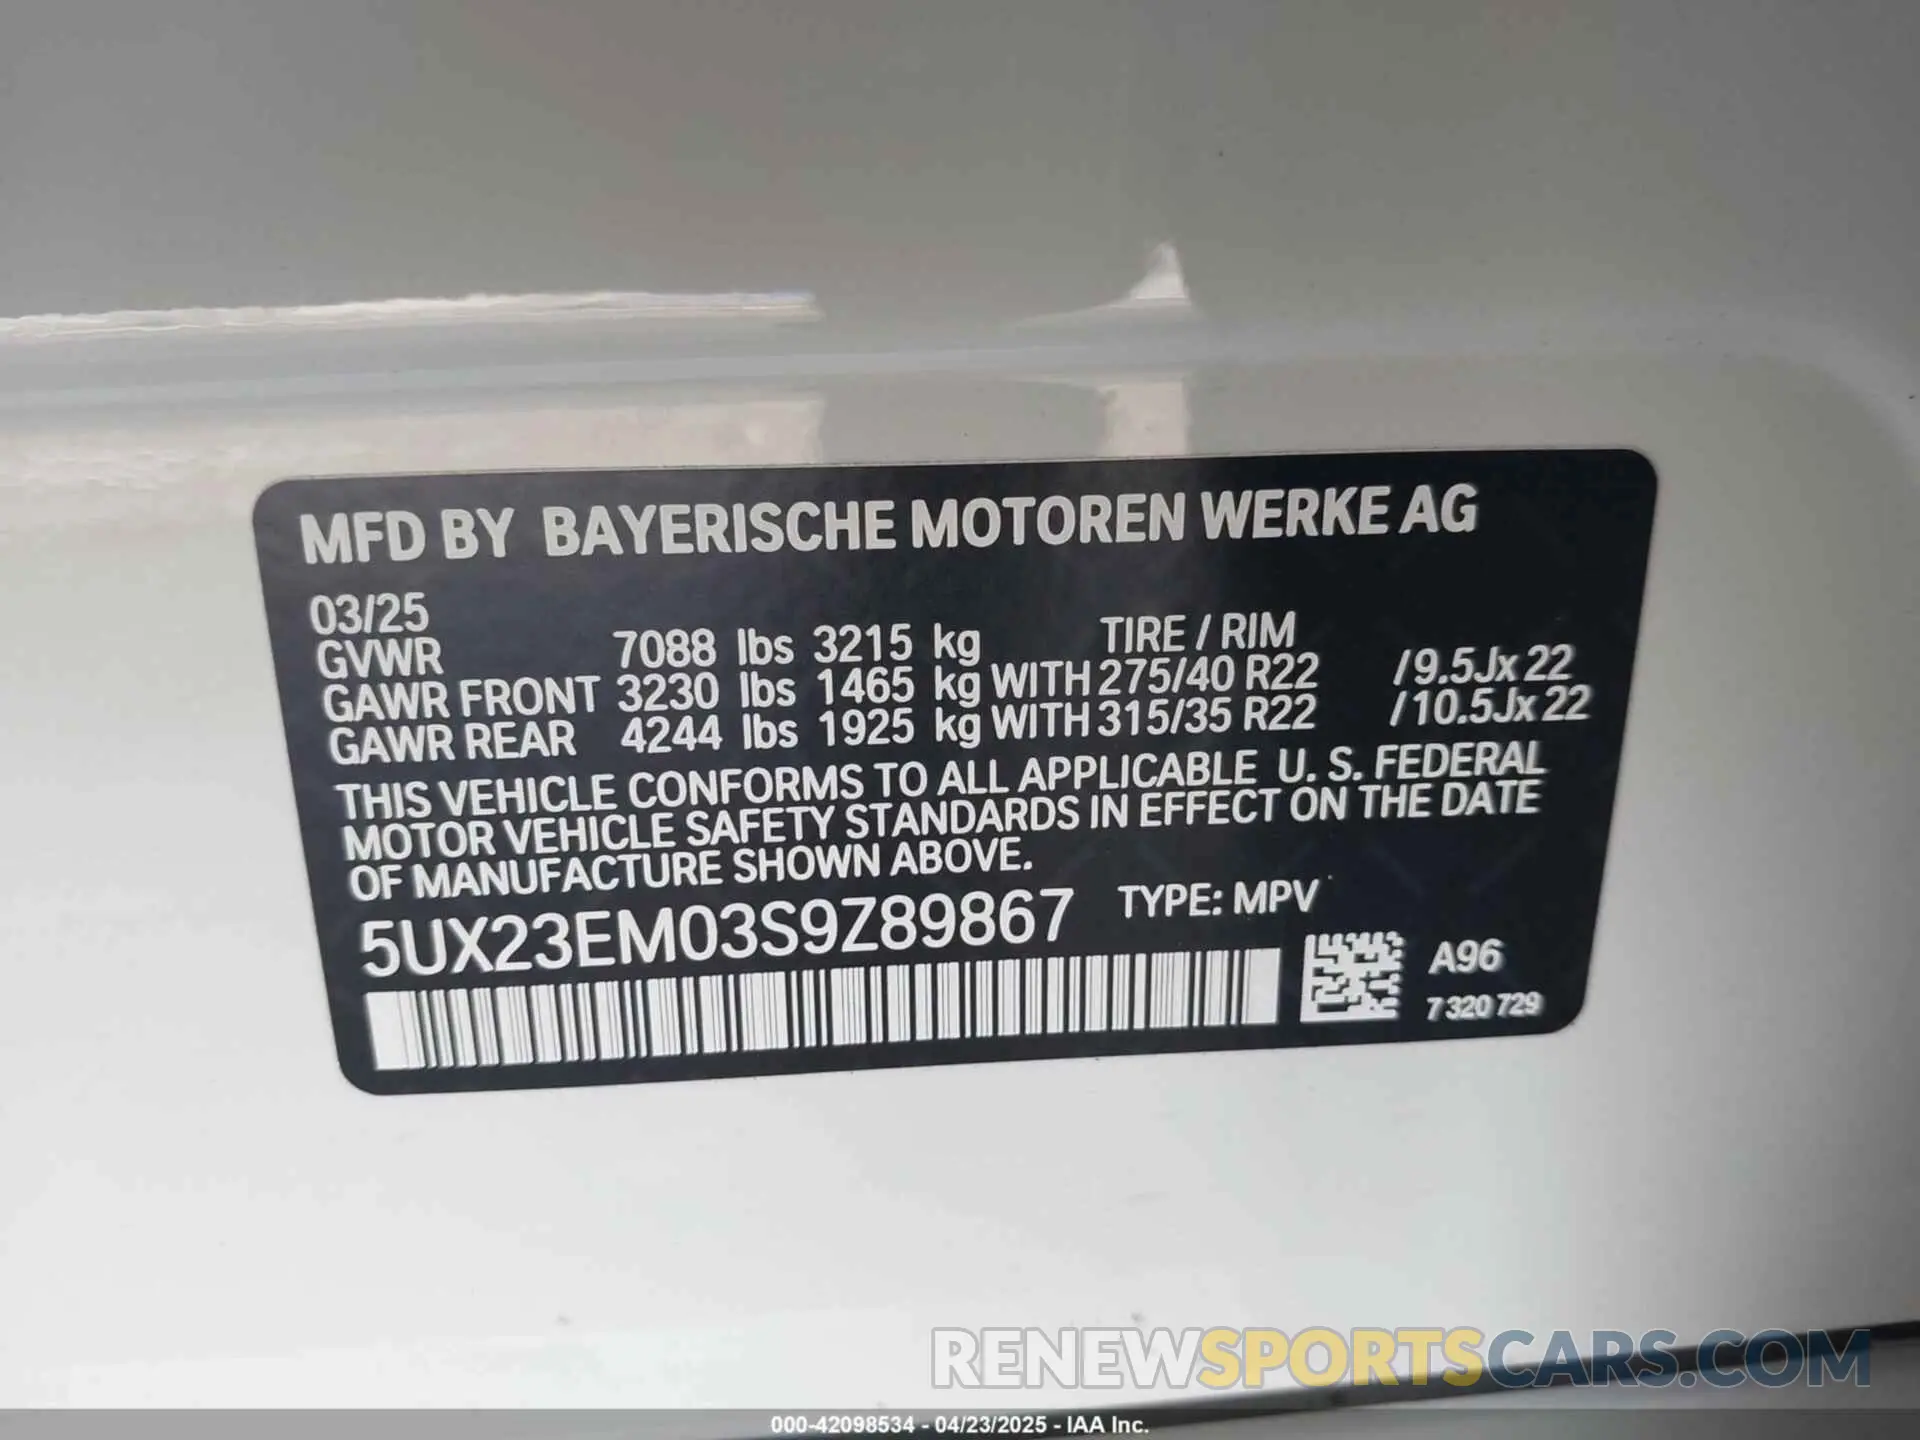 MFD BY BAYERISCHE MOTOREN WERKE AG
03/25
GVWR 7088 lbs 3215 kg TIRE / RIM
GAWR FRONT 3230 lbs 1465 kg WITH 275/40 R22 /9.5Jx22
GAWR REAR 4244 lbs 1925 kg WITH 315/35 R22 /10.5Jx22
THIS VEHICLE CONFORMS TO ALL APPLICABLE U. S. FEDERAL
MOTOR VEHICLE SAFETY STANDARDS IN EFFECT ON THE DATE
OF MANUFACTURE SHOWN ABOVE.
5UX23EM03S9Z89867 TYPE: MPV
A96
7 320 729
RENEWSPORTSCARS.COM
000-42098534 - 04/23/2025 - IAA Inc.